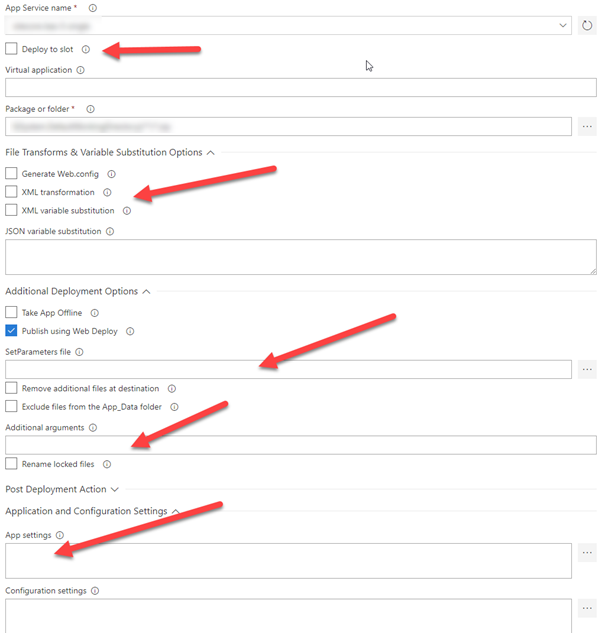 App Service name *
Deploy to slot
Virtual application
Package or folder *
File Transforms & Variable Substitution Options
Generate Web.config
XML transformation
XML variable substitution
JSON variable substitution
Additional Deployment Options
Take App Offline
Publish using Web Deploy
SetParameters file
Remove additional files at destination
Exclude files from the App_Data folder
Additional arguments
Rename locked files
Post Deployment Action
Application and Configuration Settings
App settings
Configuration settings